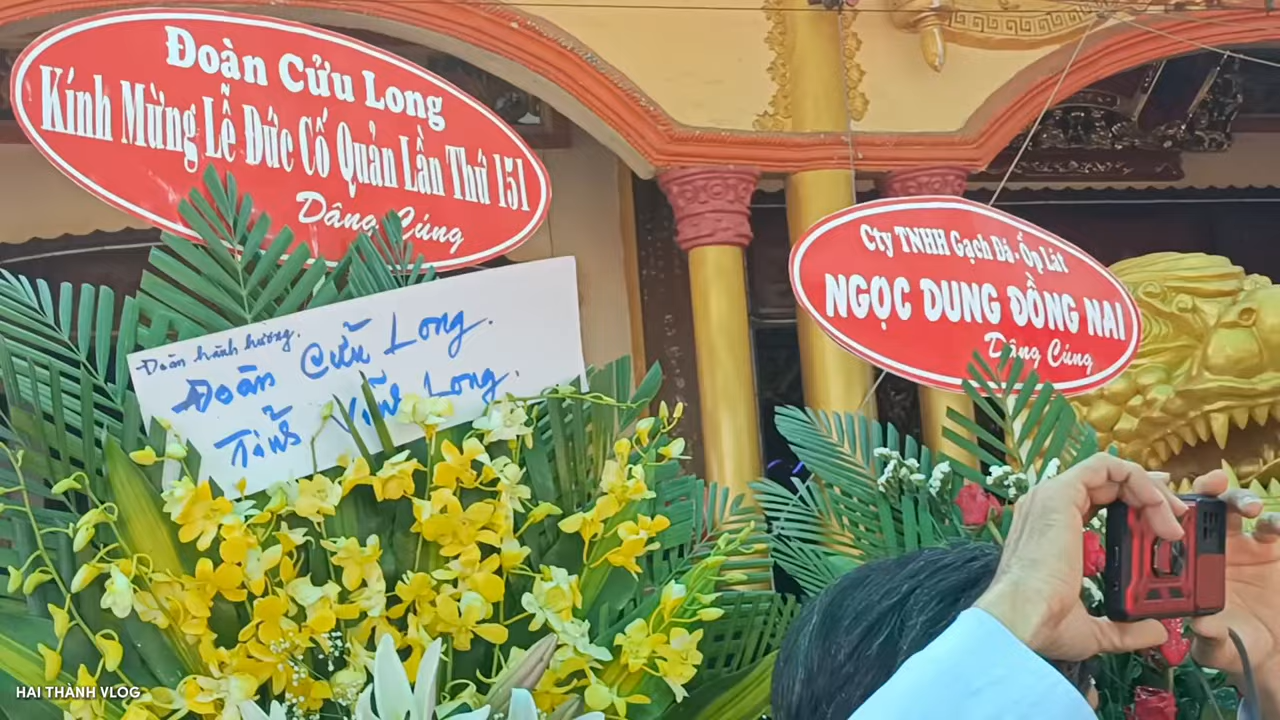 Đoàn Cửu Long
Kính Mừng Lễ Đức Cố Quản Lần Thứ 151
Dâng Cúng
Đoàn hành hương.
Đoàn Cửu Long.
Tỉnh Vĩnh Long.
Cty TNHH Gạch Đá-Ốp Lát
NGỌC DUNG ĐỒNG NAI
Dâng Cúng
HAI THÀNH VLOG